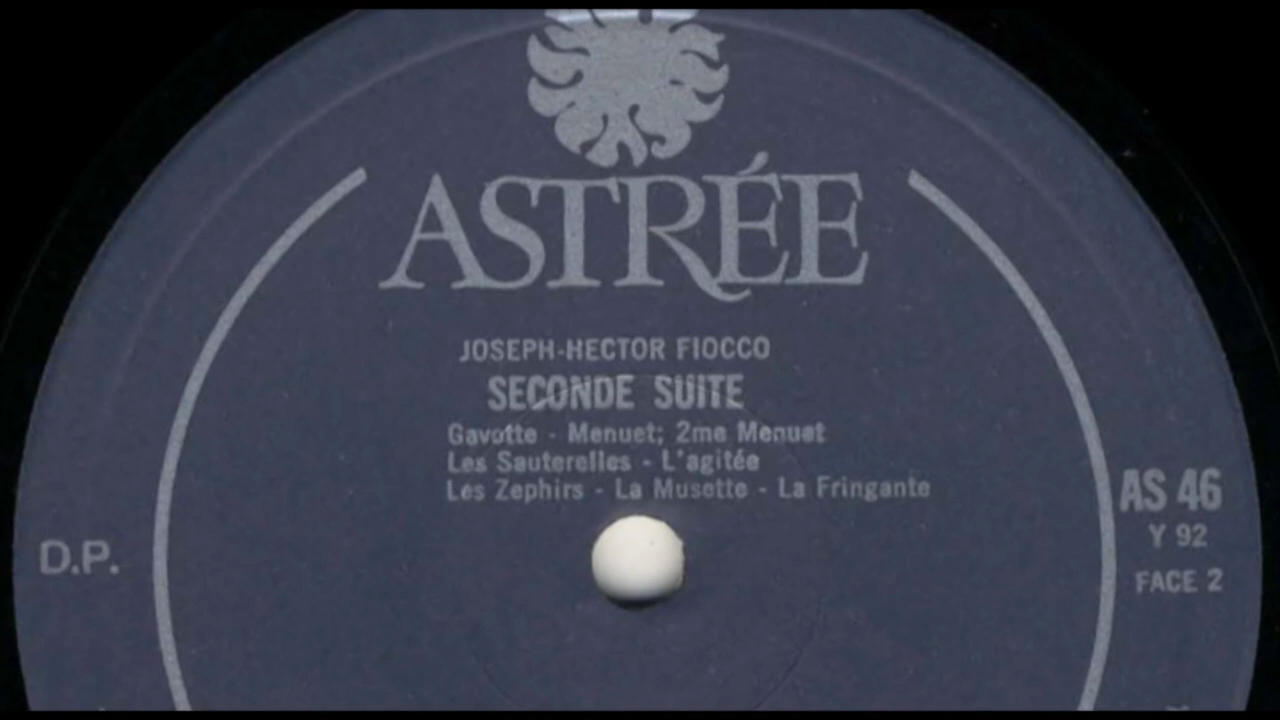 ASTRÉE
JOSEPH-HECTOR FIOCCO
SECONDE SUITE
Gavotte - Menuet; 2me Menuet
Les Sauterelles - L'agitée
Les Zephirs - La Musette - La Fringante
D.P.
AS 46
Y 92
FACE 2